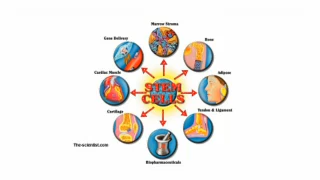 Marrow Stroma
Gene Delivery
Bone
Cardiac Muscle
Adipose
STEM
CELLS
Cartilage
Tendon & Ligament
The-scientist.com
Biopharmaceuticals